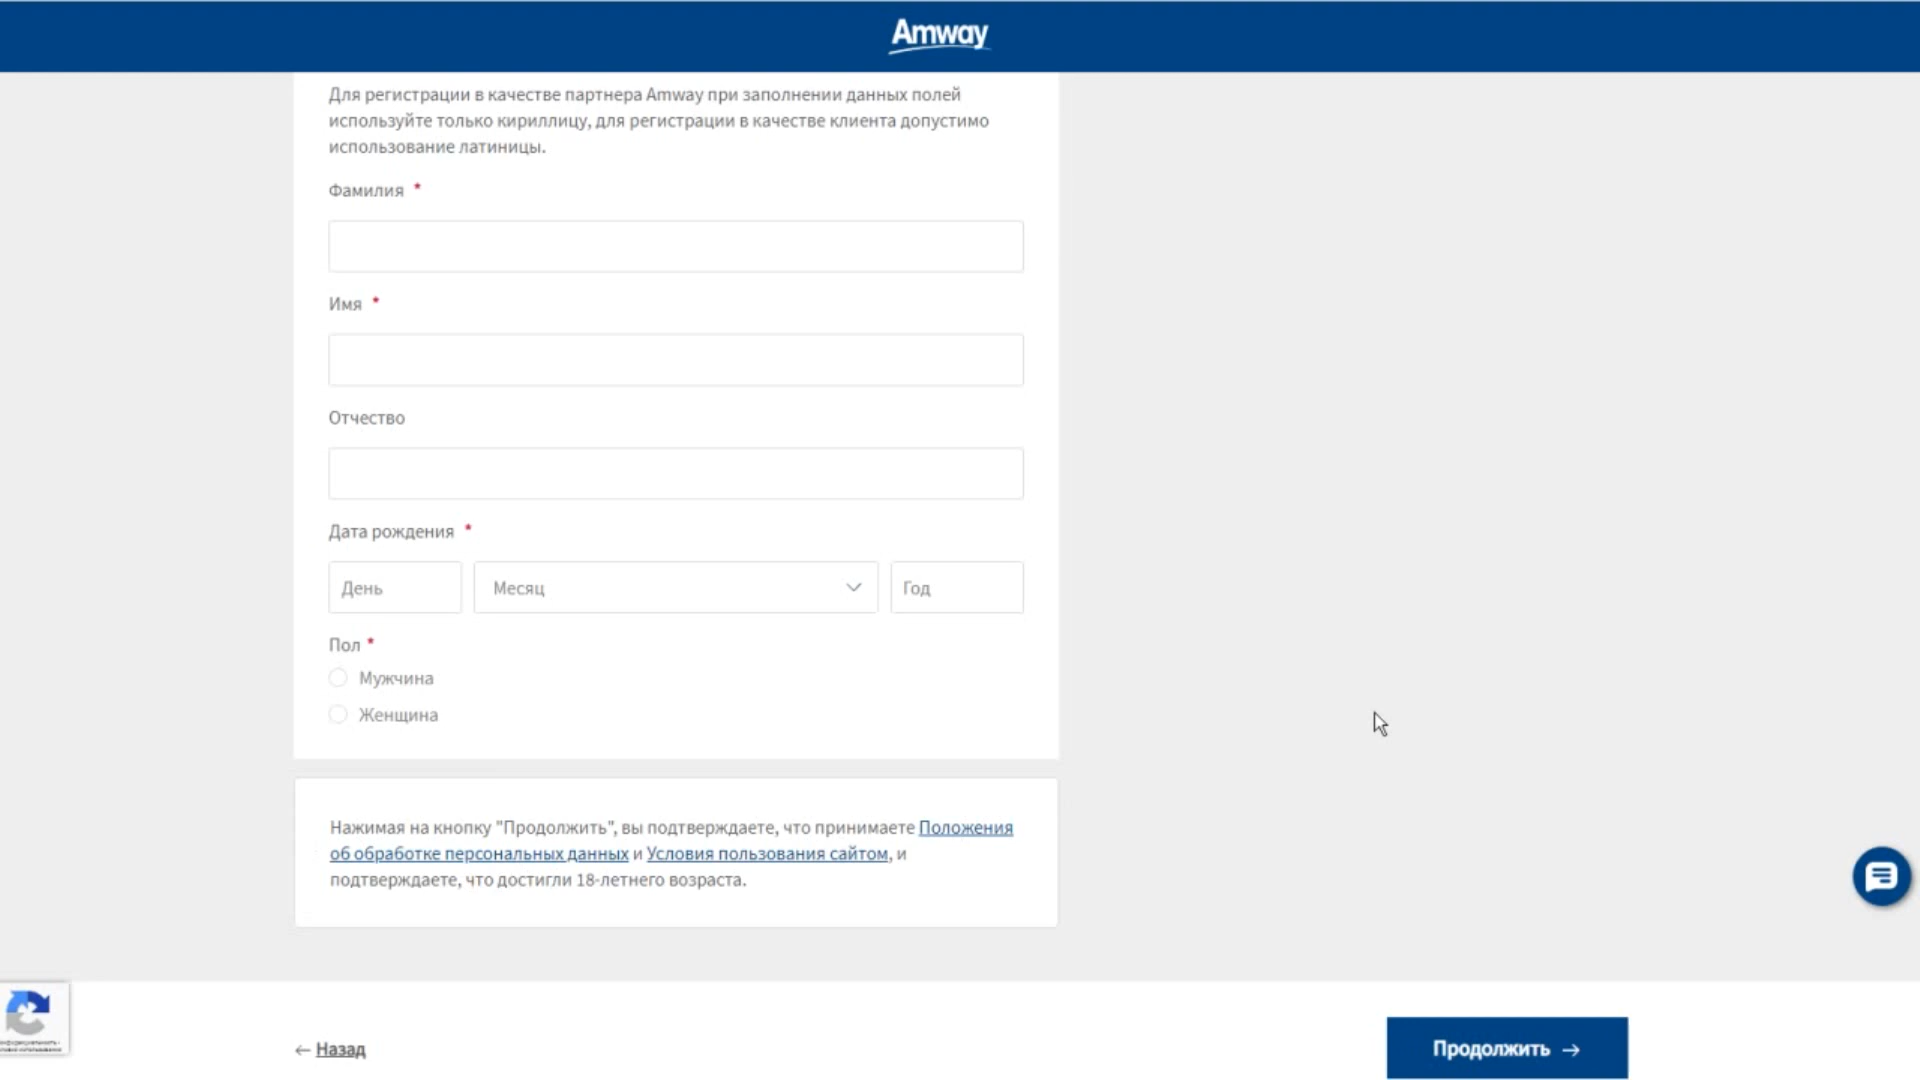 Amway
Для регистрации в качестве партнера Amway при заполнении данных полей
используйте только кириллицу, для регистрации в качестве клиента допустимо
использование латиницы.
Фамилия *
Имя *
Отчество
Дата рождения *
День Месяц Год
Пол *
Мужчина
Женщина
Нажимая на кнопку "Продолжить", вы подтверждаете, что принимаете Положения
об обработке персональных данных и Условия пользования сайтом, и
подтверждаете, что достигли 18-летнего возраста.
← Назад
Продолжить →